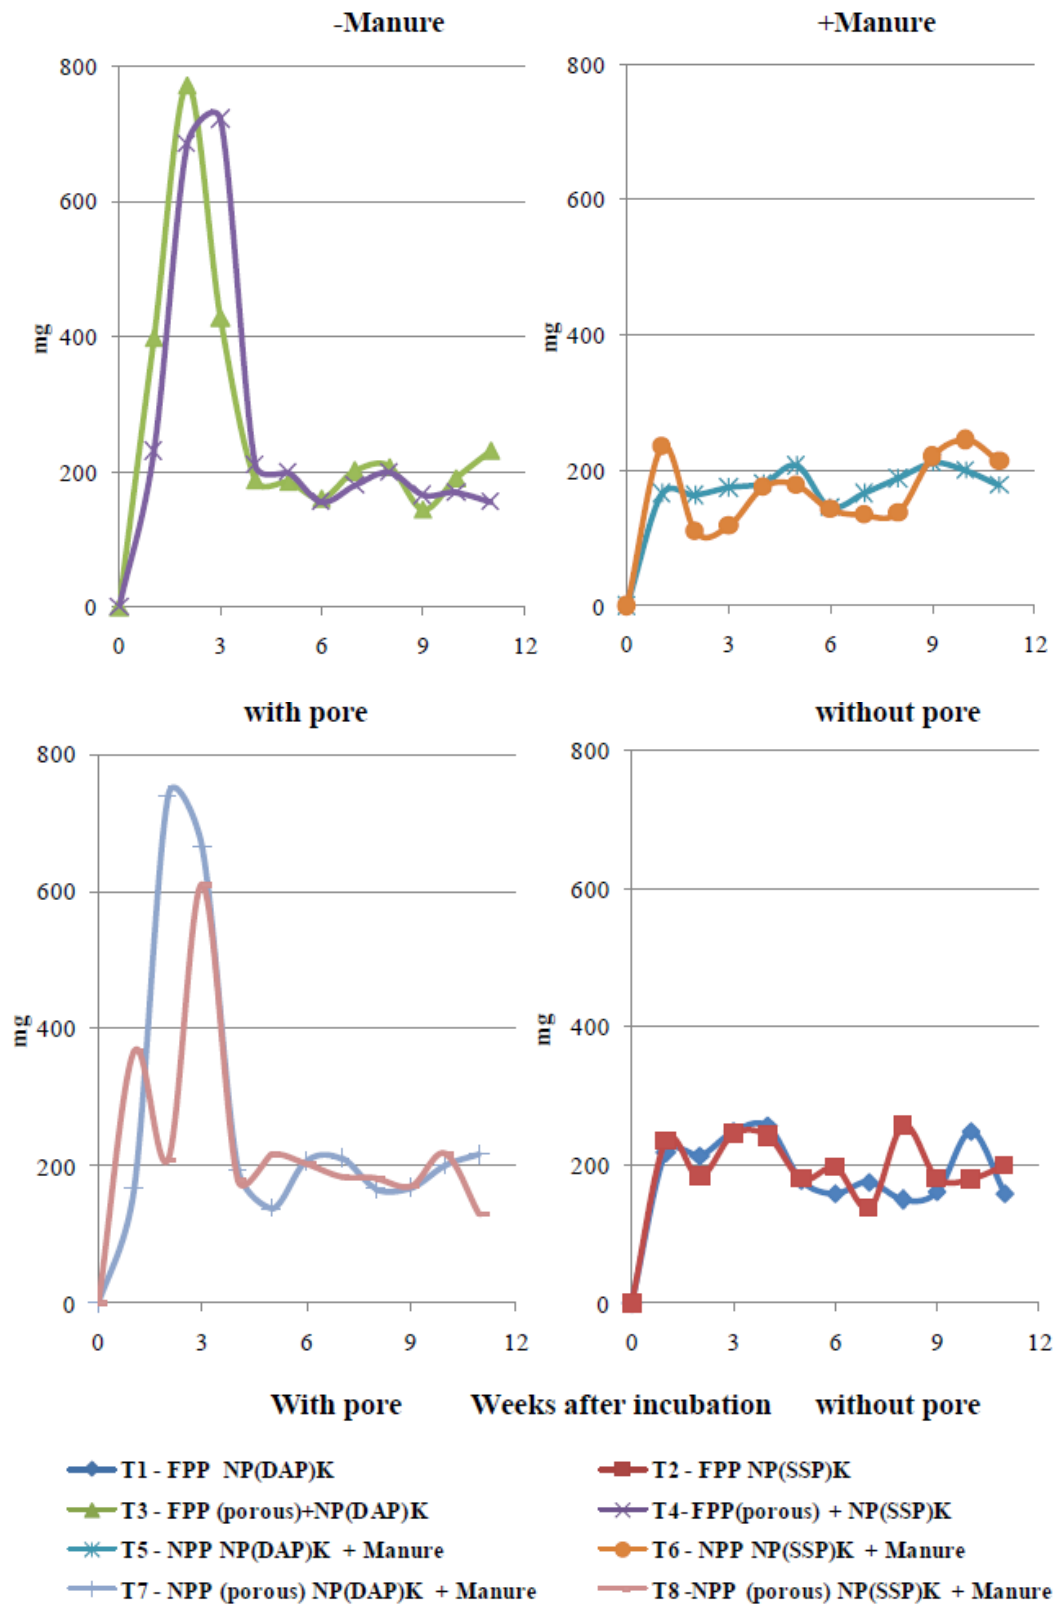 -Manure +Manure
800 800
600 600
400 400
mg mg
200 200
0 0
0 3 6 9 12 0 3 6 9 12
with pore without pore
800 800
600 600
400 400
mg mg
200 200
0 0
0 3 6 9 12 0 3 6 9 12
With pore Weeks after incubation without pore
T1 - FPP NP(DAP)K T2 - FPP NP(SSP)K
T3 - FPP (porous)+NP(DAP)K T4-FPP(porous) + NP(SSP)K
T5 - NPP NP(DAP)K + Manure T6 - NPP NP(SSP)K + Manure
T7 - NPP (porous) NP(DAP)K + Manure T8 -NPP (porous) NP(SSP)K + Manure